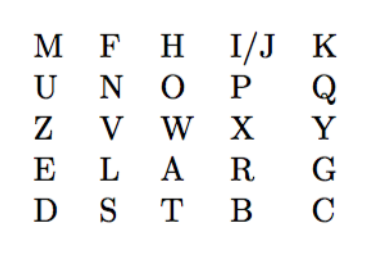 M F H I/J K
U N O P Q
Z V W X Y
E L A R G
D S T B C